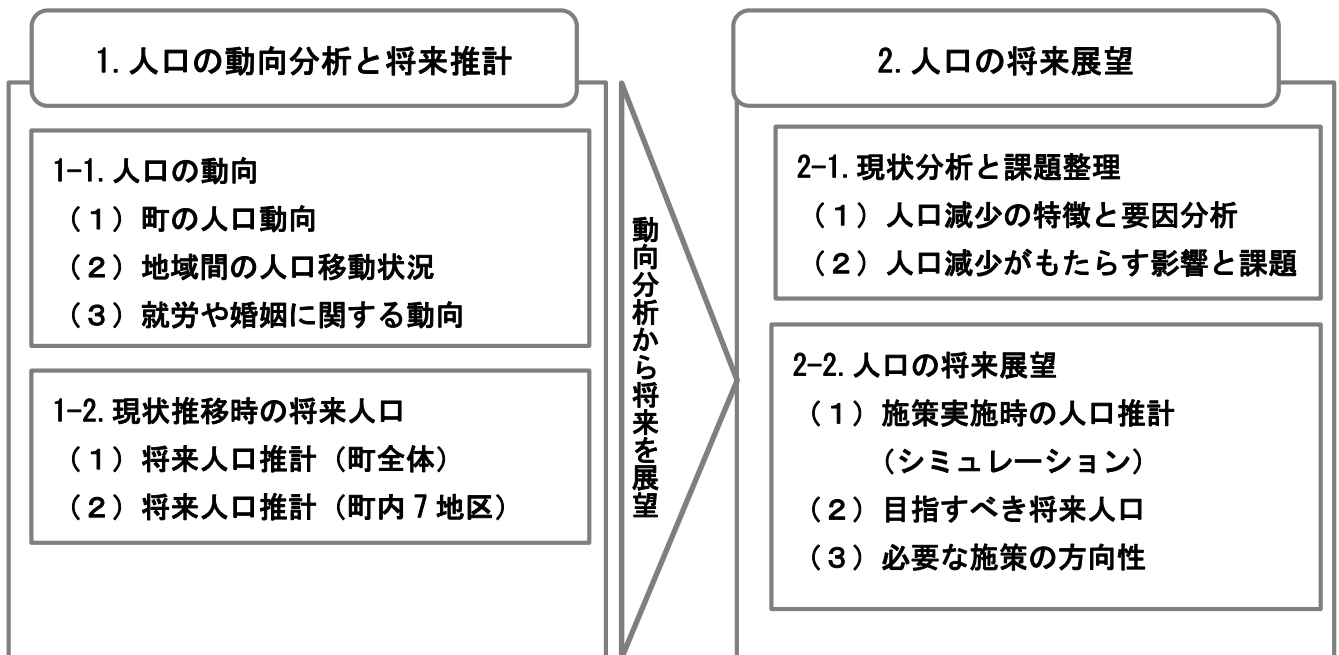 1.人口の動向分析と将来推計
1-1.人口の動向
（１）町の人口動向
（２）地域間の人口移動状況
（３）就労や婚姻に関する動向
1-2.現状推移時の将来人口
（１）将来人口推計（町全体）
（２）将来人口推計（町内７地区）
動向分析から将来を展望
2.人口の将来展望
2-1.現状分析と課題整理
（１）人口減少の特徴と要因分析
（２）人口減少がもたらす影響と課題
2-2.人口の将来展望
（１）施策実施時の人口推計
（シミュレーション）
（２）目指すべき将来人口
（３）必要な施策の方向性